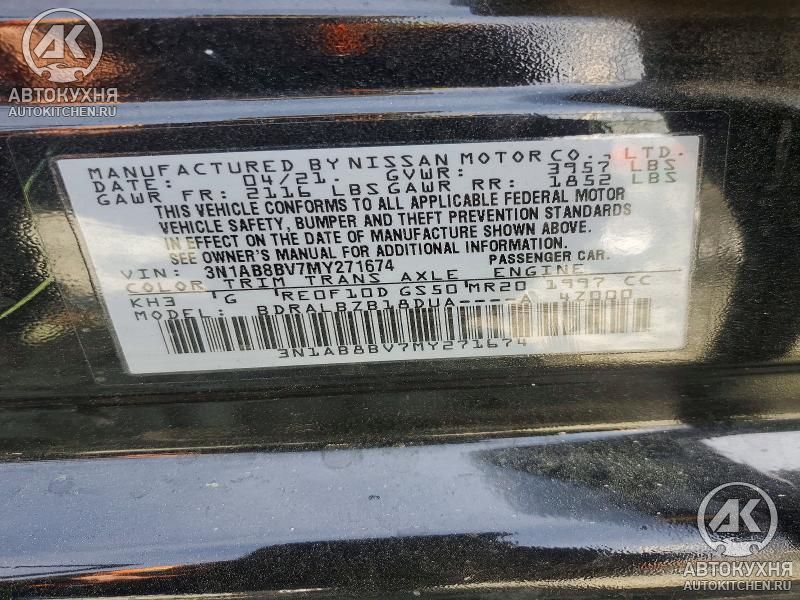 AK
АВТОКУХНЯ
AUTOKITCHEN.RU
MANUFACTURED BY NISSAN MOTOR CO., LTD.
DATE: 04/21. GVWR: 3957 LBS
GAWR FR: 2116 LBS GAWR RR: 1852 LBS
THIS VEHICLE CONFORMS TO ALL APPLICABLE FEDERAL MOTOR
VEHICLE SAFETY, BUMPER AND THEFT PREVENTION STANDARDS
IN EFFECT ON THE DATE OF MANUFACTURE SHOWN ABOVE.
SEE OWNER'S MANUAL FOR ADDITIONAL INFORMATION.
VIN: 3N1AB8BV7MY271674 PASSENGER CAR.
COLOR TRIM TRANS AXLE ENGINE
KH3 'G 'REOF10D GS50 MR20 1997 CC
MODEL: BDRALBZB18DUA----A 4Z000
3N1AB8BV7MY271674
AK
АВТОКУХНЯ
AUTOKITCHEN.RU